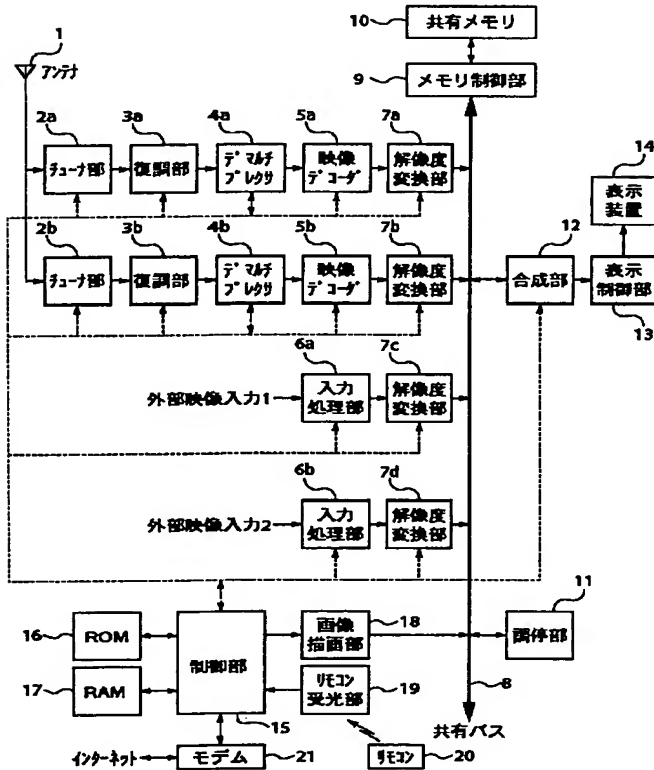 10
共有メモリ
9
メモリ制御部
1
アンテナ
2a
3a
4a
5a
7a
チューナ部
復調部
デマルチ
プレクサ
映像
デコーダ
解像度
変換部
14
表示
装置
2b
3b
4b
5b
7b
12
チューナ部
復調部
デマルチ
プレクサ
映像
デコーダ
解像度
変換部
合成部
表示
制御部
13
6a
7c
外部映像入力1
入力
処理部
解像度
変換部
6b
7d
外部映像入力2
入力
処理部
解像度
変換部
11
16
ROM
制御部
画像
描画部
18
調停部
17
RAM
リモコン
受光部
19
8
15
共有バス
インターネット
モデム
21
リモコン
20